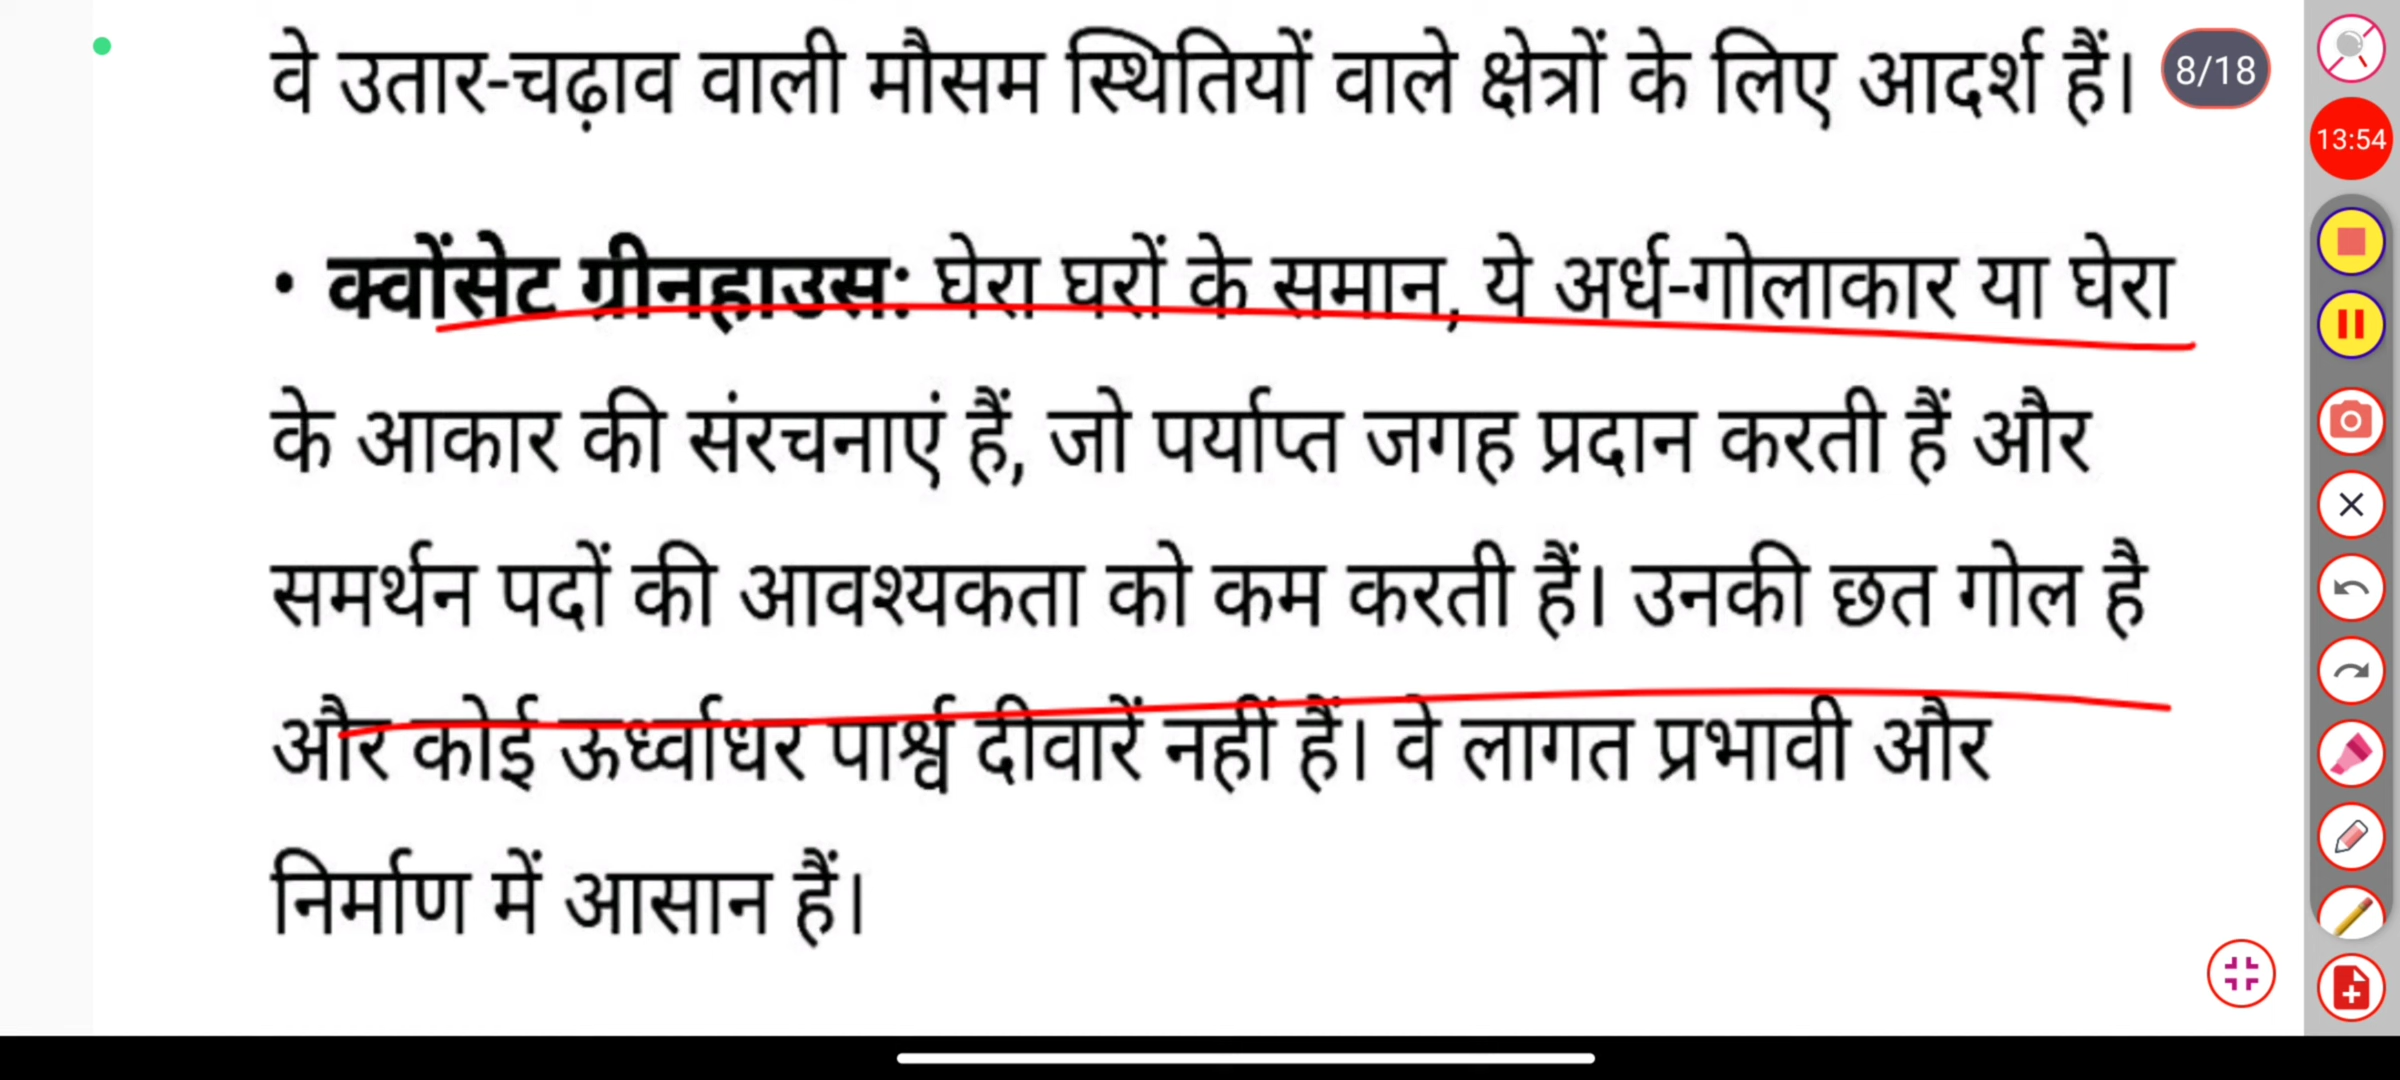 वे उतार-चढ़ाव वाली मौसम स्थितियों वाले क्षेत्रों के लिए आदर्श हैं।
8/18
13:54
• क्वोंसेट ग्रीनहाउस: घेरा घरों के समान, ये अर्ध-गोलाकार या घेरा
के आकार की संरचनाएं हैं, जो पर्याप्त जगह प्रदान करती हैं और
समर्थन पदों की आवश्यकता को कम करती हैं। उनकी छत गोल है
और कोई ऊर्ध्वाधर पार्श्व दीवारें नहीं हैं। वे लागत प्रभावी और
निर्माण में आसान हैं।